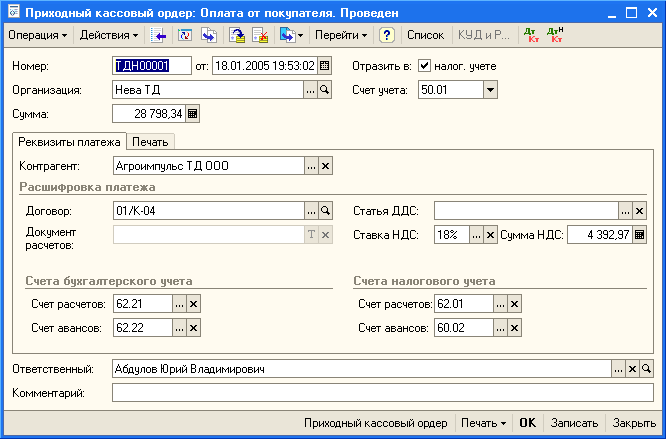 Приходный кассовый ордер: Оплата от покупателя. Проведен
Операция Действия Перейти ? Список КУД и Р... Дт Кт Дт Н Кт
Номер: ТДН00001 от: 18.01.2005 19:53:02 Отразить в: налог. учете
Организация: Нева ТД ... Счет учета: 50.01
Сумма: 28 798,34
Реквизиты платежа Печать
Контрагент: Агроимпульс ТД ООО ... x
Расшифровка платежа
Договор: 01/К-04 ... Статья ДДС: ... x
Документ расчетов: T x Ставка НДС: 18% ... x Сумма НДС: 4 392,97
Счета бухгалтерского учета Счета налогового учета
Счет расчетов: 62.21 ... x Счет расчетов: 62.01 ... x
Счет авансов: 62.22 ... x Счет авансов: 60.02 ... x
Ответственный: Абдулов Юрий Владимирович ... x
Комментарий:
Приходный кассовый ордер Печать OK Записать Закрыть